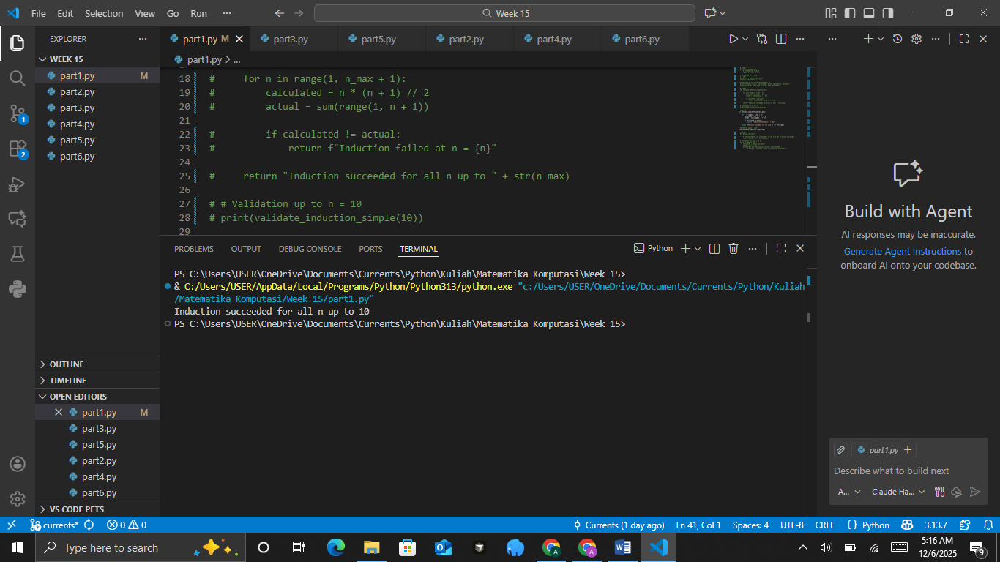 File Edit Selection View Go Run ··· Week 15
EXPLORER ···
WEEK 15
part1.py M
part2.py
part3.py
part4.py
part5.py
part6.py
OUTLINE
TIMELINE
OPEN EDITORS
part1.py M
part3.py
part5.py
part2.py
part4.py
part6.py
VS CODE PETS
part1.py M part3.py part5.py part2.py part4.py part6.py
part1.py > ...
18 #     for n in range(1, n_max + 1):
19 #         calculated = n * (n + 1) // 2
20 #         actual = sum(range(1, n + 1))
21
22 #         if calculated != actual:
23 #             return f"Induction failed at n = {n}"
24
25 #     return "Induction succeeded for all n up to " + str(n_max)
26
27 # # Validation up to n = 10
28 # print(validate_induction_simple(10))
29
PROBLEMS OUTPUT DEBUG CONSOLE PORTS TERMINAL Python
PS C:\Users\USER\OneDrive\Documents\Currents\Python\Kuliah\Matematika Komputasi\Week 15>
& C:/Users/USER/AppData/Local/Programs/Python/Python313/python.exe "c:/Users/USER/OneDrive/Documents/Currents/Python/Kuliah
/Matematika Komputasi/Week 15/part1.py"
Induction succeeded for all n up to 10
PS C:\Users\USER\OneDrive\Documents\Currents\Python\Kuliah\Matematika Komputasi\Week 15>
Build with Agent
AI responses may be inaccurate.
Generate Agent Instructions to
onboard AI onto your codebase.
part1.py +
Describe what to build next
A... Claude Ha...
1
2
currents* 0 0 Currents (1 day ago) Ln 41, Col 1 Spaces: 4 UTF-8 CRLF { } Python 3.13.7
Type here to search
5:16 AM
12/6/2025
9